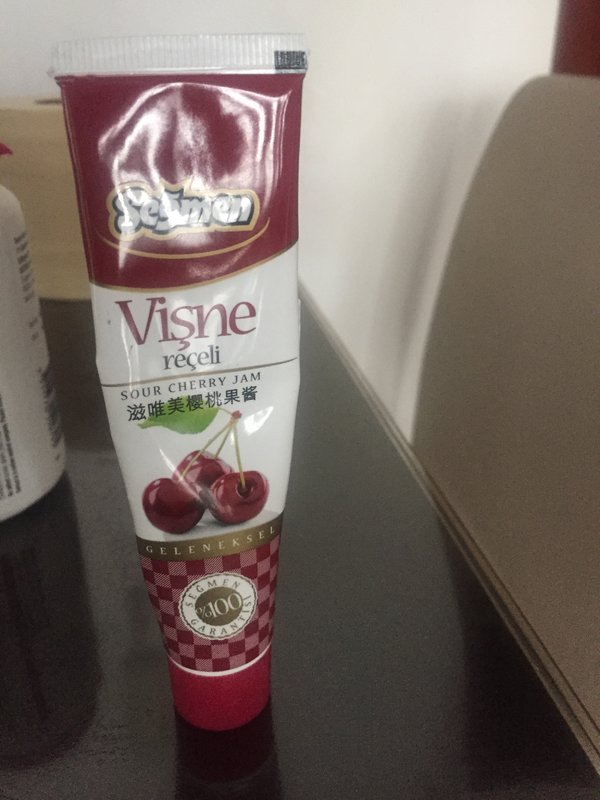 Seğmen
Vişne
reçeli
SOUR CHERRY JAM
滋唯美樱桃果酱
GELENEKSEL
SEĞMEN
%100
GARANTİSİ